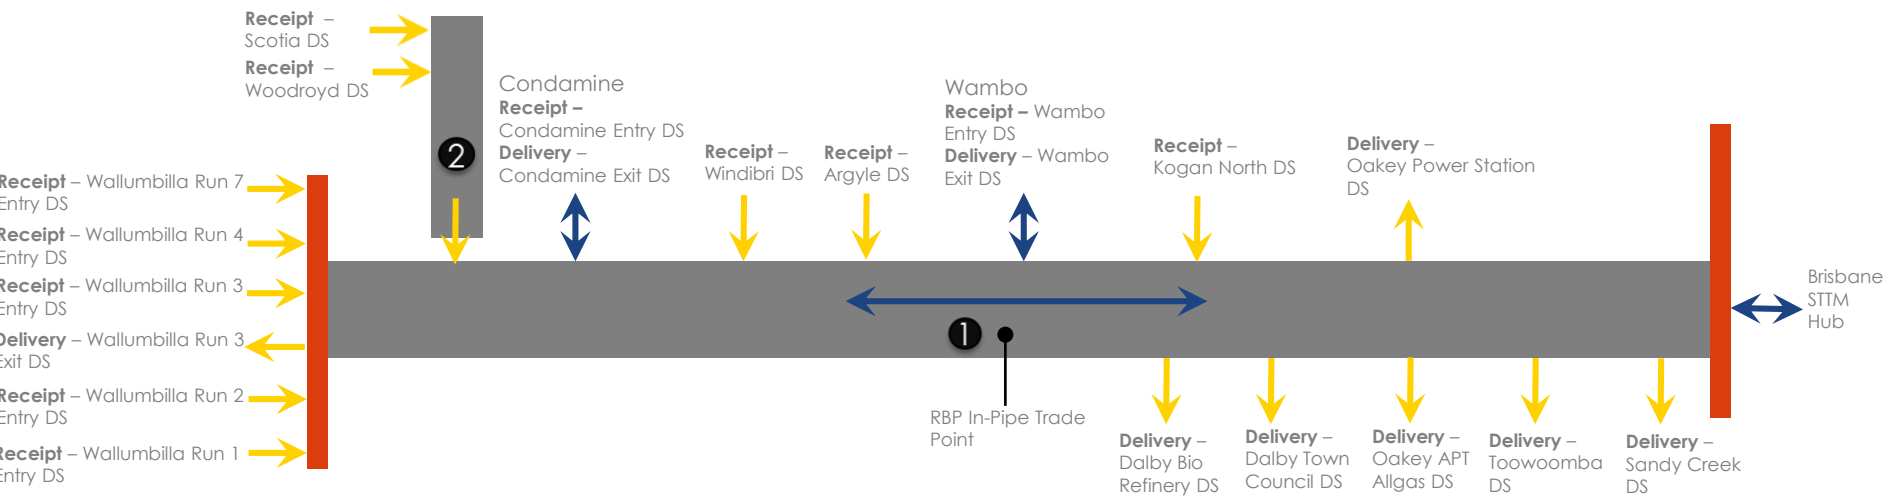 Receipt –
Scotia DS
Receipt –
Woodroyd DS
2
Condamine
Receipt –
Condamine Entry DS
Delivery –
Condamine Exit DS
Receipt –
Windibri DS
Receipt –
Argyle DS
Wambo
Receipt – Wambo
Entry DS
Delivery – Wambo
Exit DS
Receipt –
Kogan North DS
Delivery –
Oakey Power Station
DS
Receipt – Wallumbilla Run 7
Entry DS
Receipt – Wallumbilla Run 4
Entry DS
Receipt – Wallumbilla Run 3
Entry DS
Delivery – Wallumbilla Run 3
Exit DS
Receipt – Wallumbilla Run 2
Entry DS
Receipt – Wallumbilla Run 1
Entry DS
1
RBP In-Pipe Trade
Point
Brisbane
STTM
Hub
Delivery –
Dalby Bio
Refinery DS
Delivery –
Dalby Town
Council DS
Delivery –
Oakey APT
Allgas DS
Delivery –
Toowoomba
DS
Delivery –
Sandy Creek
DS